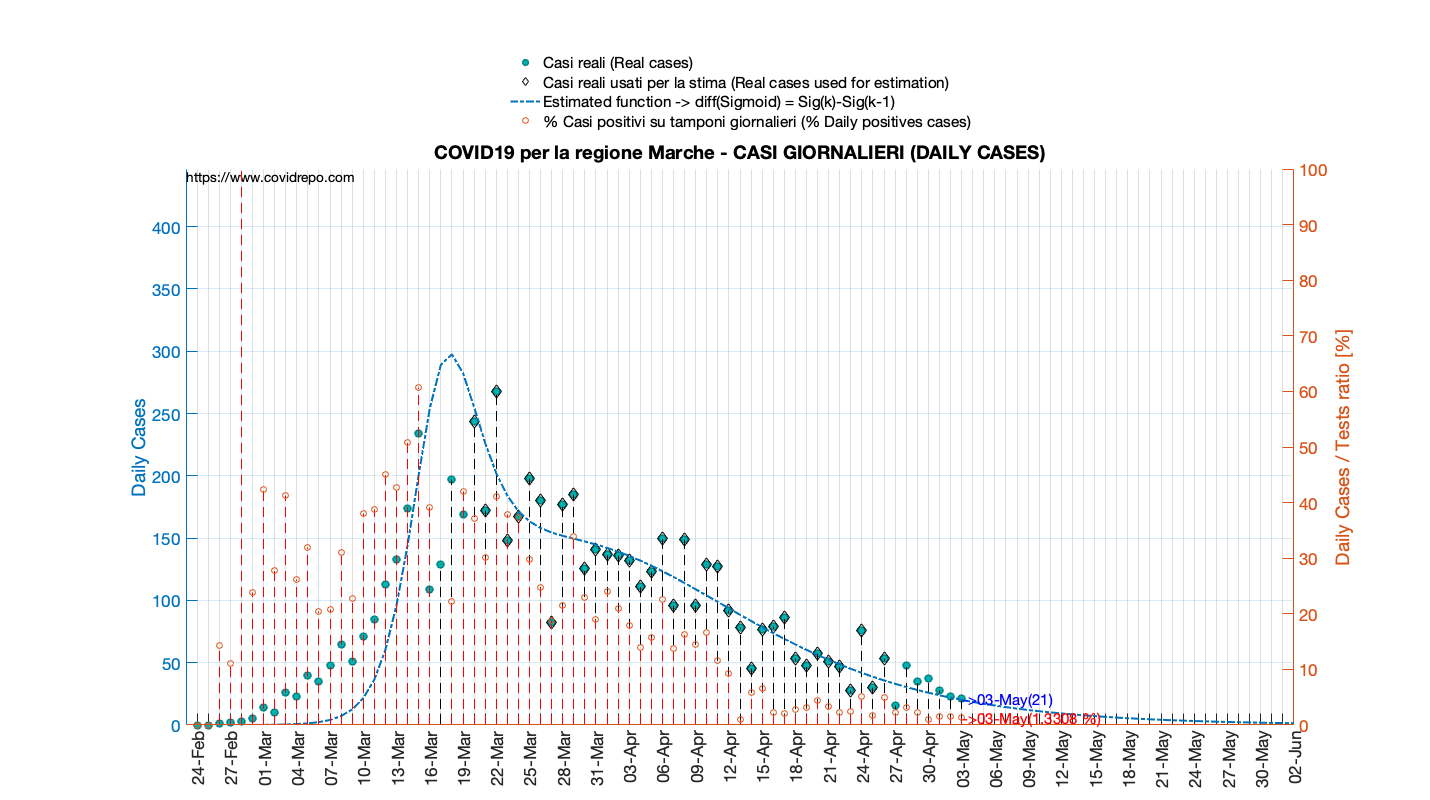 Casi reali (Real cases)
Casi reali usati per la stima (Real cases used for estimation)
Estimated function -> diff(Sigmoid) = Sig(k)-Sig(k-1)
% Casi positivi su tamponi giornalieri (% Daily positives cases)
COVID19 per la regione Marche - CASI GIORNALIERI (DAILY CASES)
https://www.covidrepo.com
Daily Cases
400
350
300
250
200
150
100
50
0
100
90
80
70
60
50
40
30
20
10
0
Daily Cases / Tests ratio [%]
->03-May(21)
->03-May(1.3308 %)
24-Feb
27-Feb
01-Mar
04-Mar
07-Mar
10-Mar
13-Mar
16-Mar
19-Mar
22-Mar
25-Mar
28-Mar
31-Mar
03-Apr
06-Apr
09-Apr
12-Apr
15-Apr
18-Apr
21-Apr
24-Apr
27-Apr
30-Apr
03-May
06-May
09-May
12-May
15-May
18-May
21-May
24-May
27-May
30-May
02-Jun